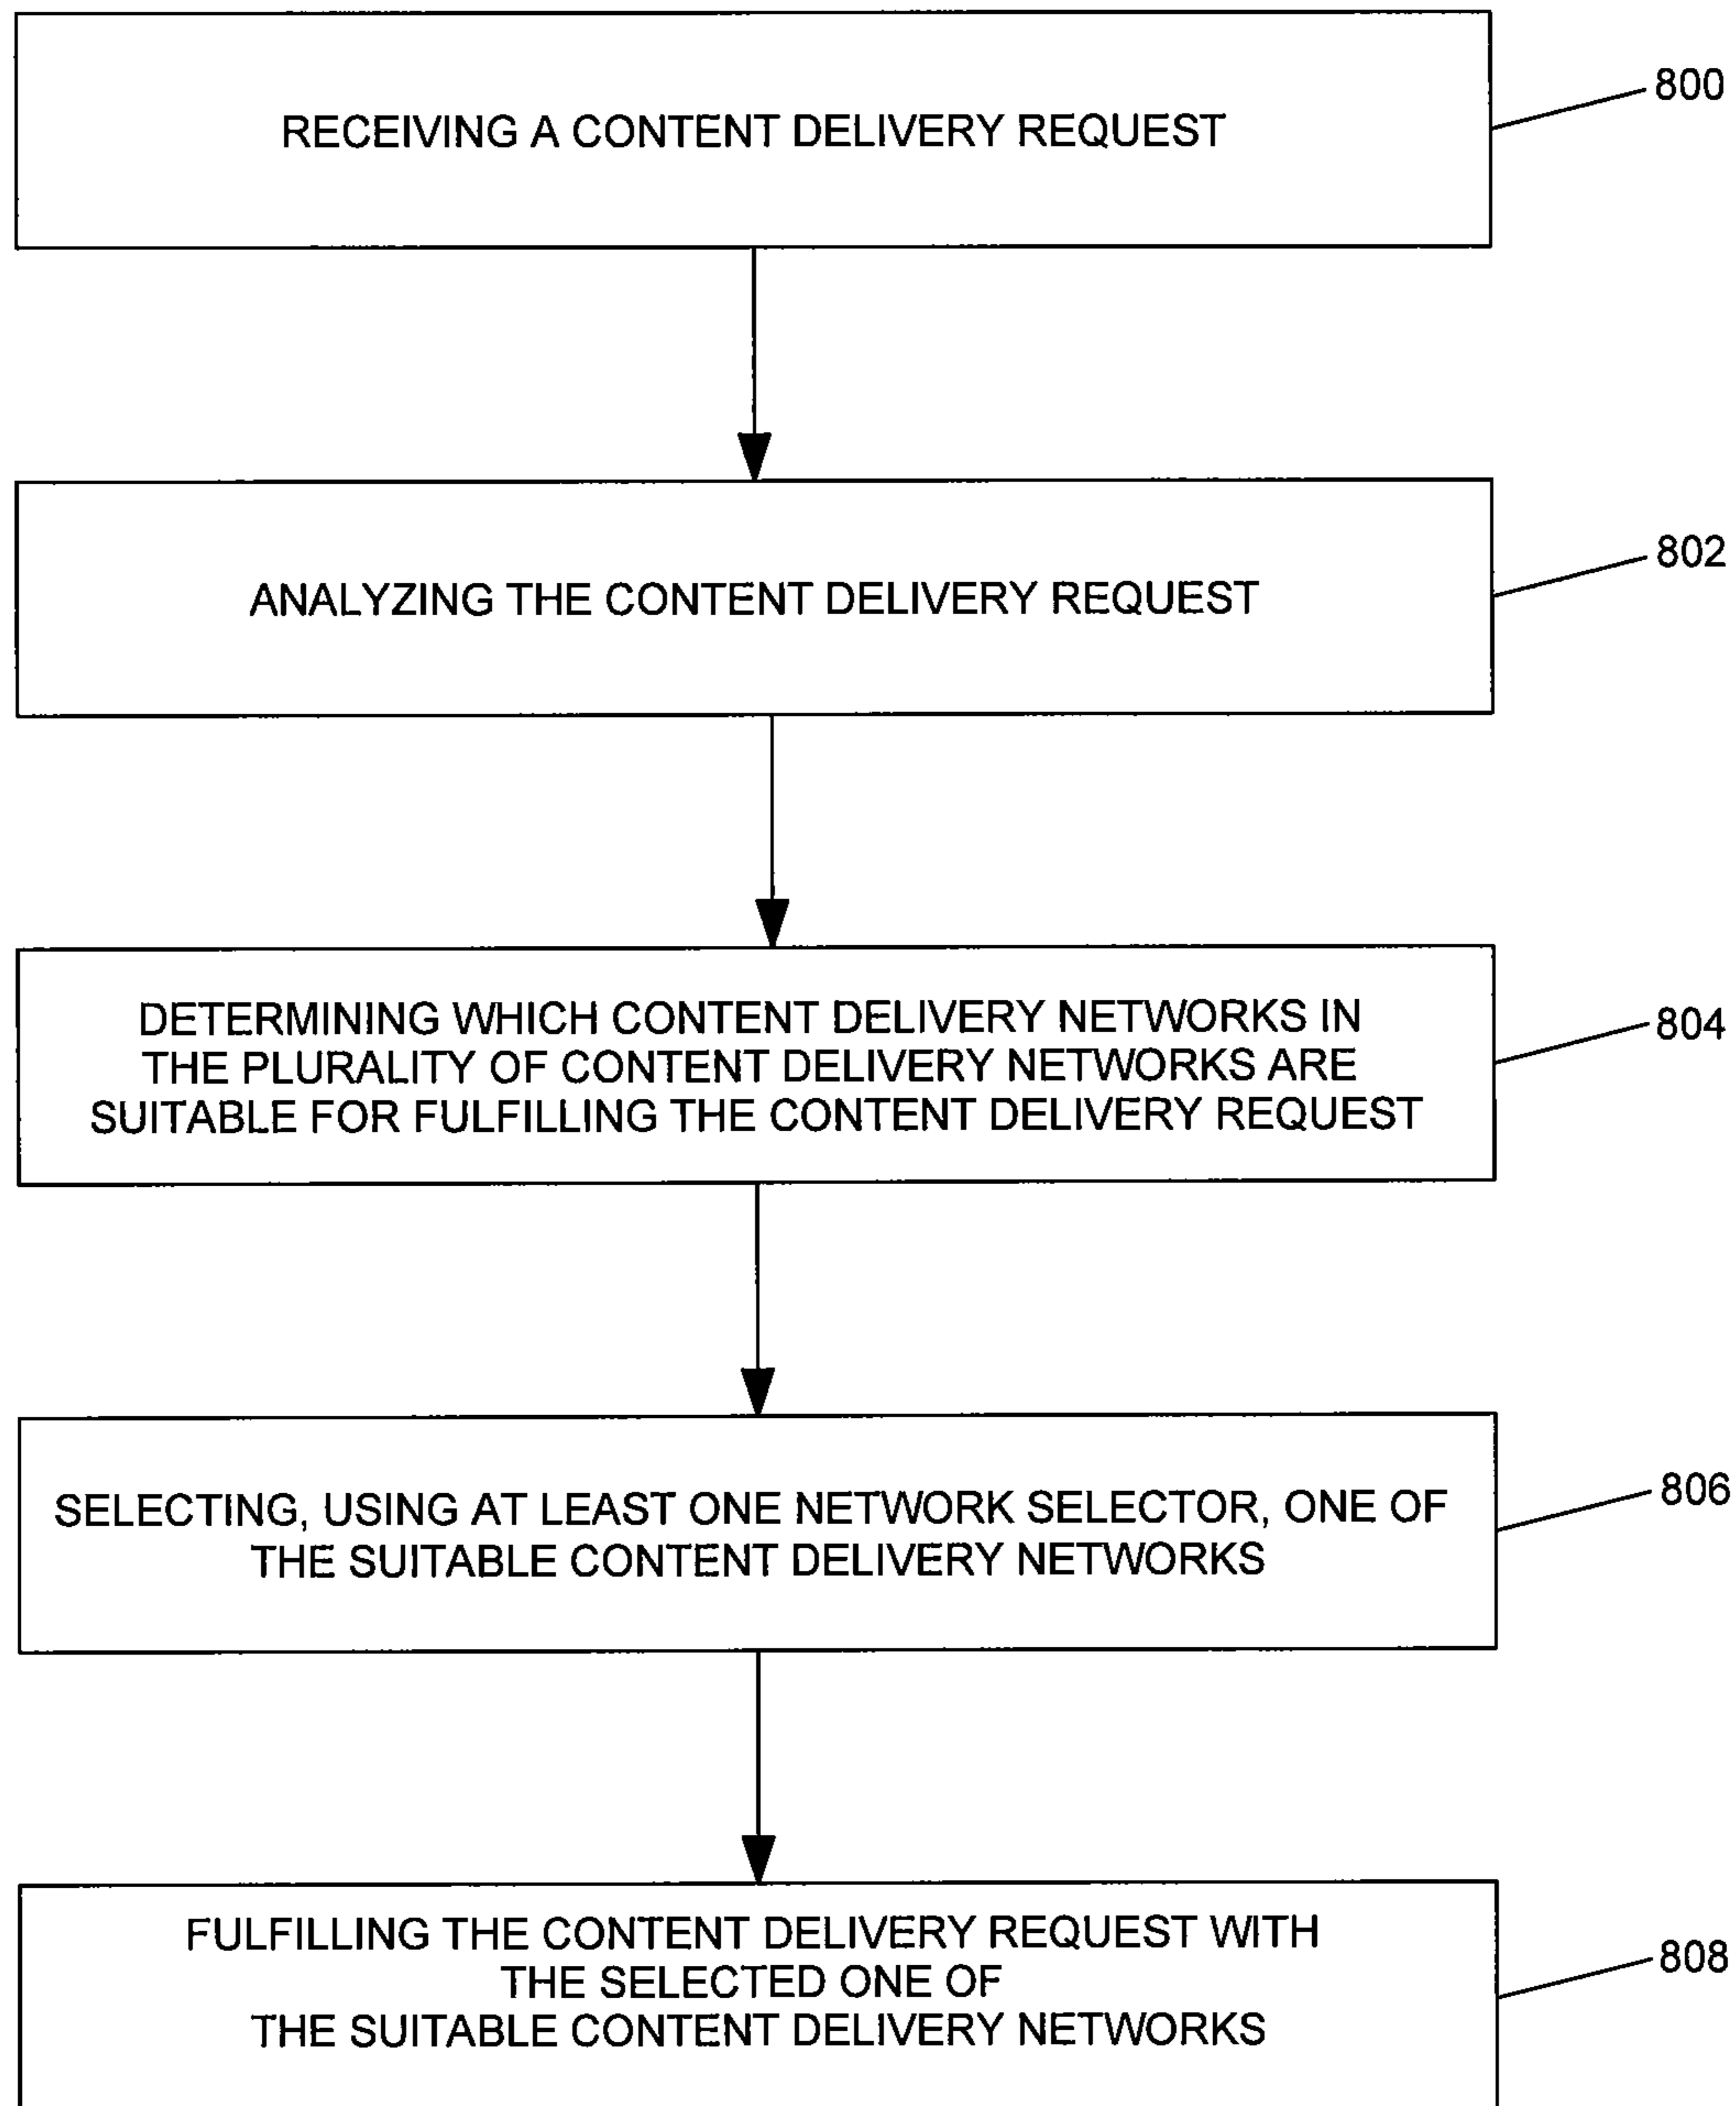 RECEIVING A CONTENT DELIVERY REQUEST
800
ANALYZING THE CONTENT DELIVERY REQUEST
802
DETERMINING WHICH CONTENT DELIVERY NETWORKS IN
THE PLURALITY OF CONTENT DELIVERY NETWORKS ARE
SUITABLE FOR FULFILLING THE CONTENT DELIVERY REQUEST
804
SELECTING, USING AT LEAST ONE NETWORK SELECTOR, ONE OF
THE SUITABLE CONTENT DELIVERY NETWORKS
806
FULFILLING THE CONTENT DELIVERY REQUEST WITH
THE SELECTED ONE OF
THE SUITABLE CONTENT DELIVERY NETWORKS
808